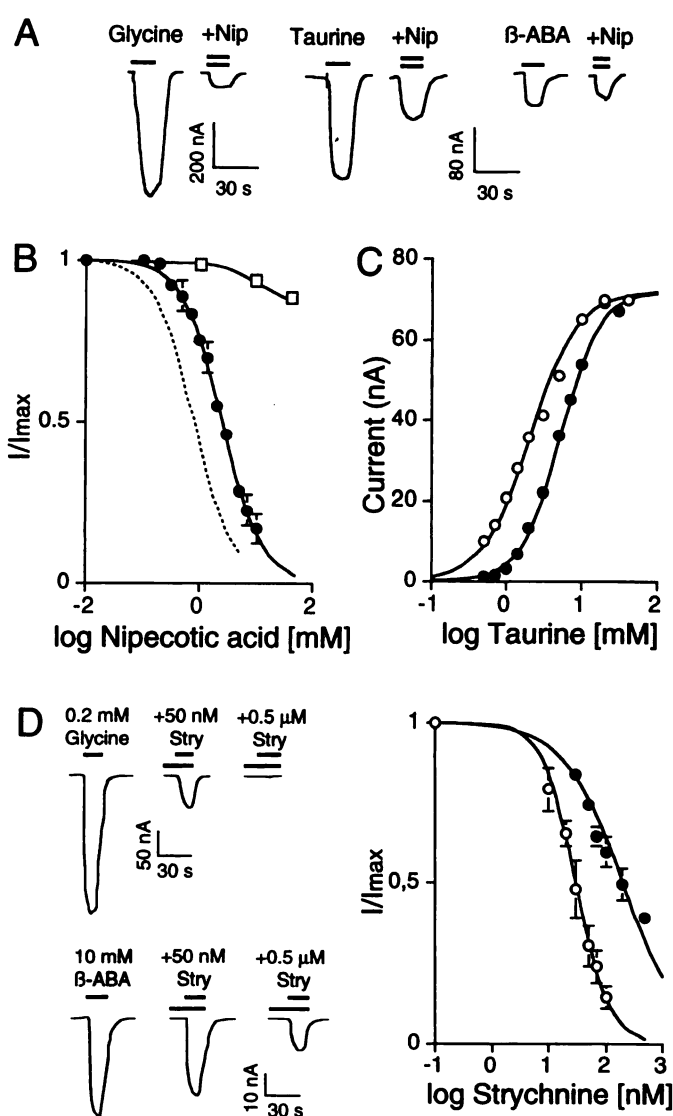 A
Glycine +Nip Taurine +Nip ß-ABA +Nip
200 nA
30 s
80 nA
30 s
B
1
0.5
0
I/Imax
-2 0 2
log Nipecotic acid [mM]
C
80
60
40
20
0
Current (nA)
-1 0 1 2
log Taurine [mM]
D
0.2 mM +50 nM +0.5 µM
Glycine Stry Stry
50 nA
30 s
10 mM +50 nM +0.5 µM
ß-ABA Stry Stry
10 nA
30 s
1
0,5
0
I/Imax
-1 0 1 2 3
log Strychnine [nM]